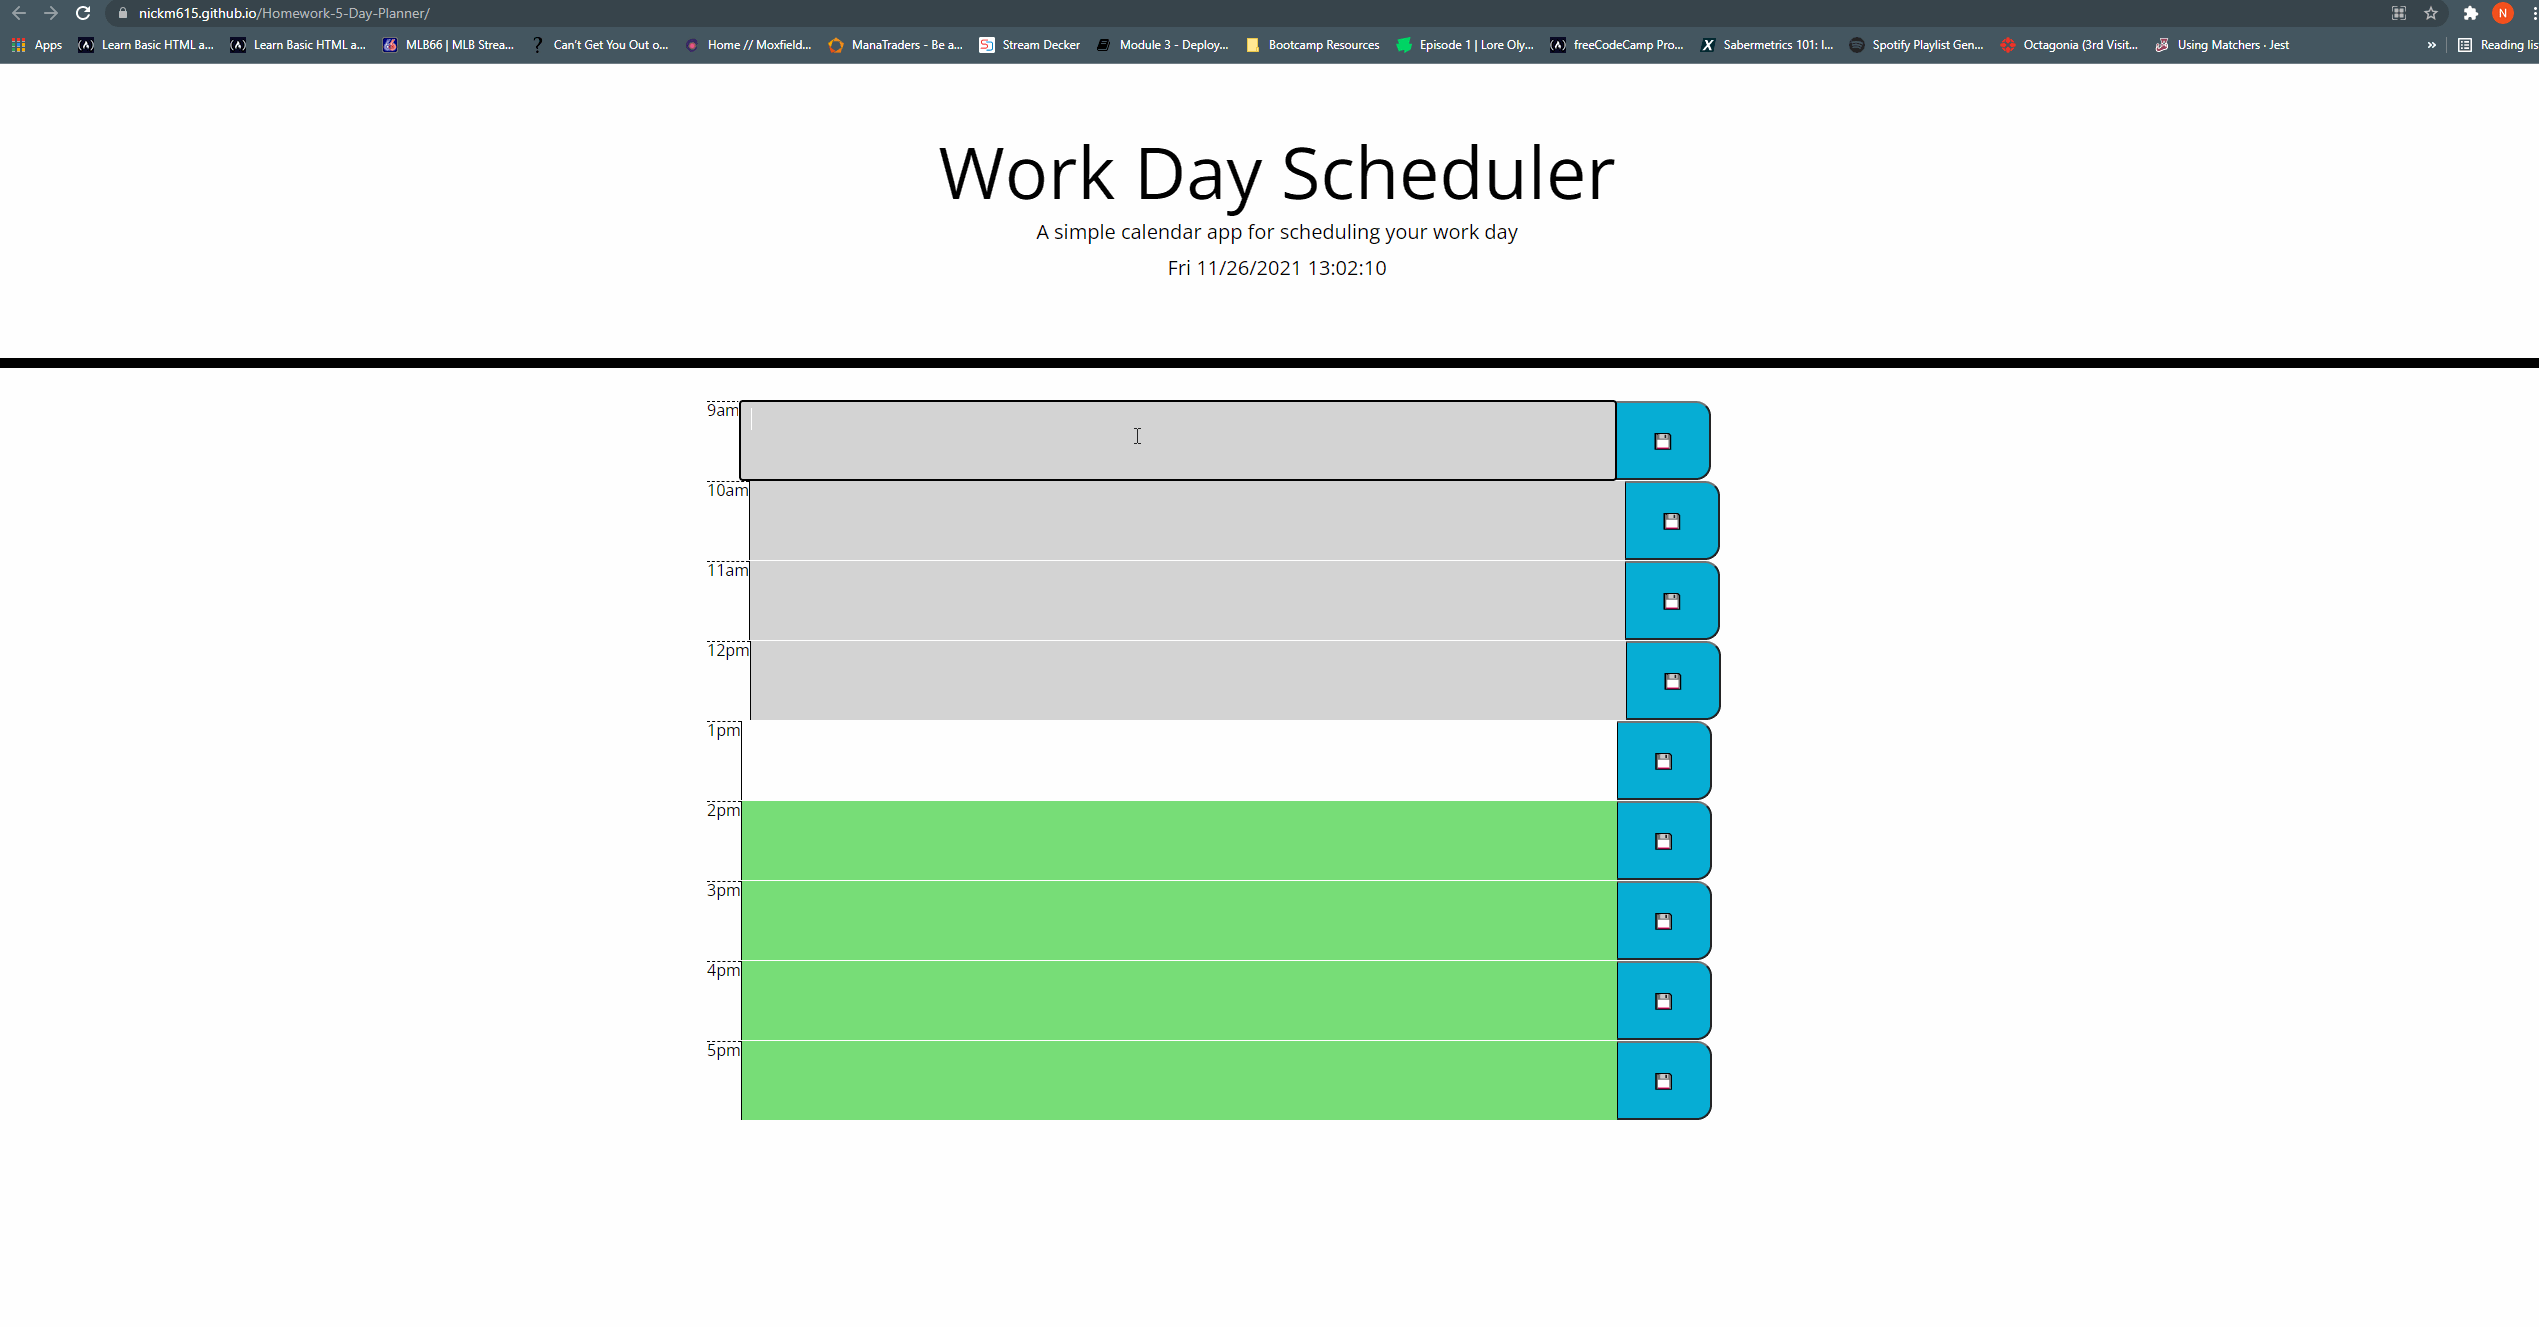 nickm615.github.io/Homework-5-Day-Planner/
N
Apps
Learn Basic HTML a...
Learn Basic HTML a...
MLB66 | MLB Strea...
Can't Get You Out o...
Home // Moxfield...
ManaTraders - Be a...
Stream Decker
Module 3 - Deploy...
Bootcamp Resources
Episode 1 | Lore Oly...
freeCodeCamp Pro...
Sabermetrics 101: I...
Spotify Playlist Gen...
Octagonia (3rd Visit...
Using Matchers · Jest
»
Reading lis
Work Day Scheduler
A simple calendar app for scheduling your work day
Fri 11/26/2021 13:02:10
9am
10am
11am
12pm
1pm
2pm
3pm
4pm
5pm